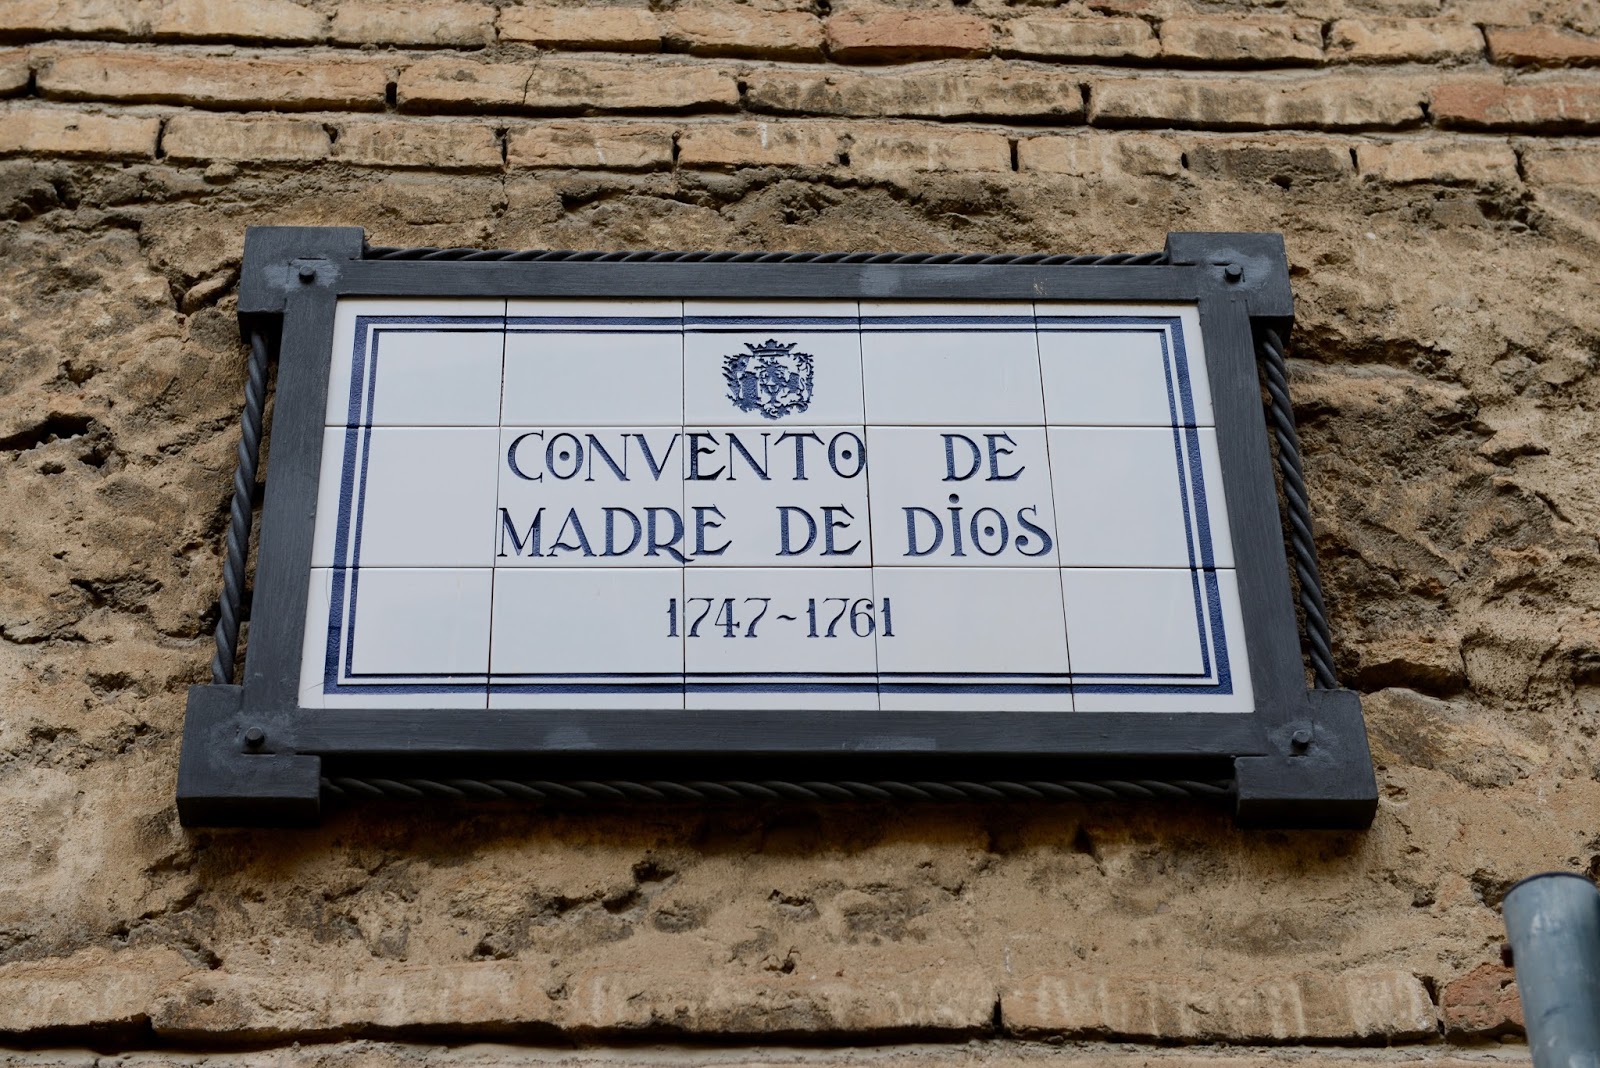 CONVENTO DE
MADRE DE DIOS
1747~1761